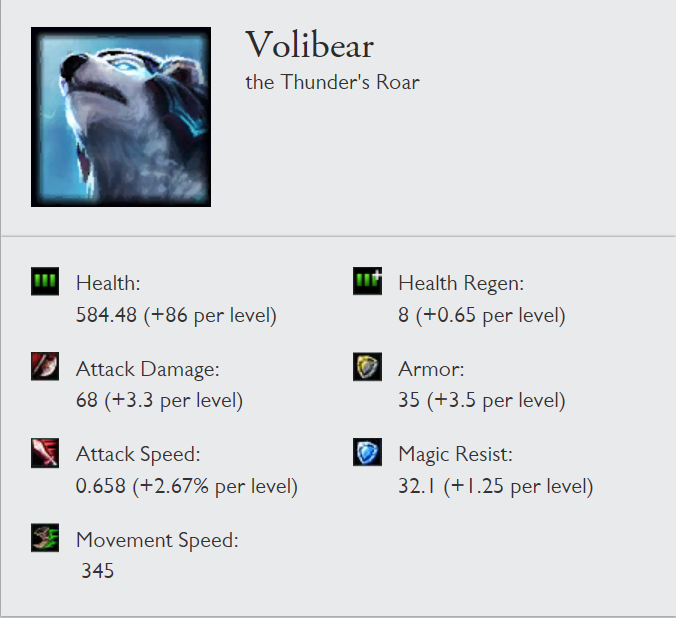 Volibear
the Thunder's Roar
Health:
584.48 (+86 per level)
Health Regen:
8 (+0.65 per level)
Attack Damage:
68 (+3.3 per level)
Armor:
35 (+3.5 per level)
Attack Speed:
0.658 (+2.67% per level)
Magic Resist:
32.1 (+1.25 per level)
Movement Speed:
345